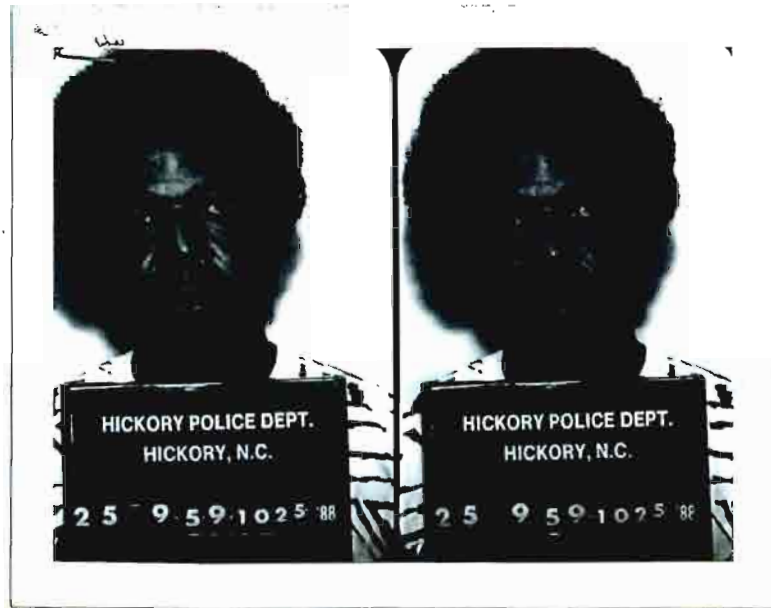 HICKORY POLICE DEPT.
HICKORY, N.C.
25 9 59 1025 '88
HICKORY POLICE DEPT.
HICKORY, N.C.
25 9 59 1025 88